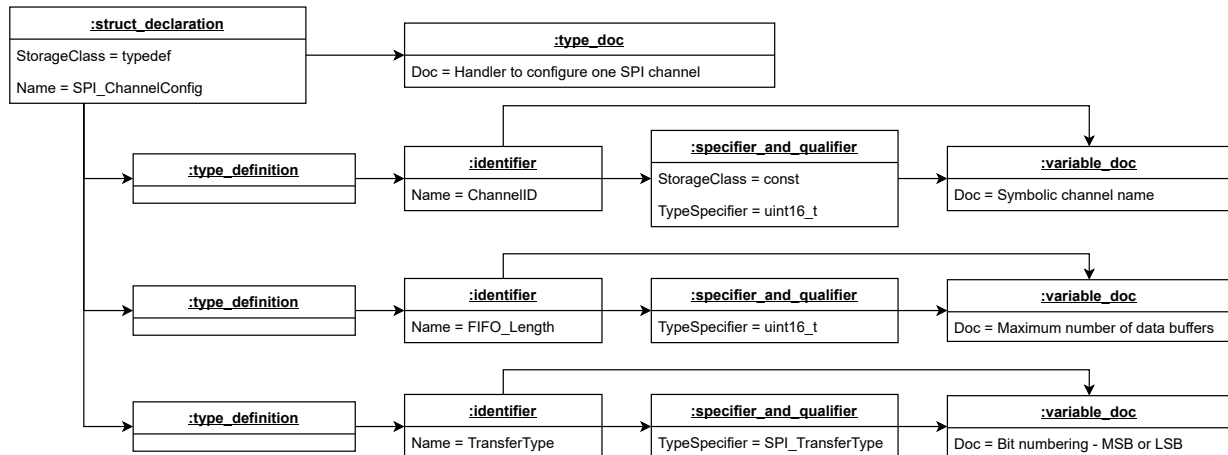 :struct_declaration
StorageClass = typedef
Name = SPI_ChannelConfig
:type_doc
Doc = Handler to configure one SPI channel
:type_definition
:identifier
Name = ChannelID
:specifier_and_qualifier
StorageClass = const
TypeSpecifier = uint16_t
:variable_doc
Doc = Symbolic channel name
:type_definition
:identifier
Name = FIFO_Length
:specifier_and_qualifier
TypeSpecifier = uint16_t
:variable_doc
Doc = Maximum number of data buffers
:type_definition
:identifier
Name = TransferType
:specifier_and_qualifier
TypeSpecifier = SPI_TransferType
:variable_doc
Doc = Bit numbering - MSB or LSB